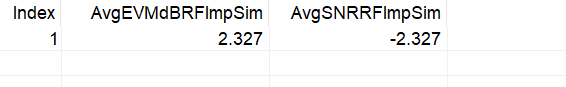 Index AvgEVMdBRFImpSim AvgSNRRFImpSim
1 2.327 -2.327